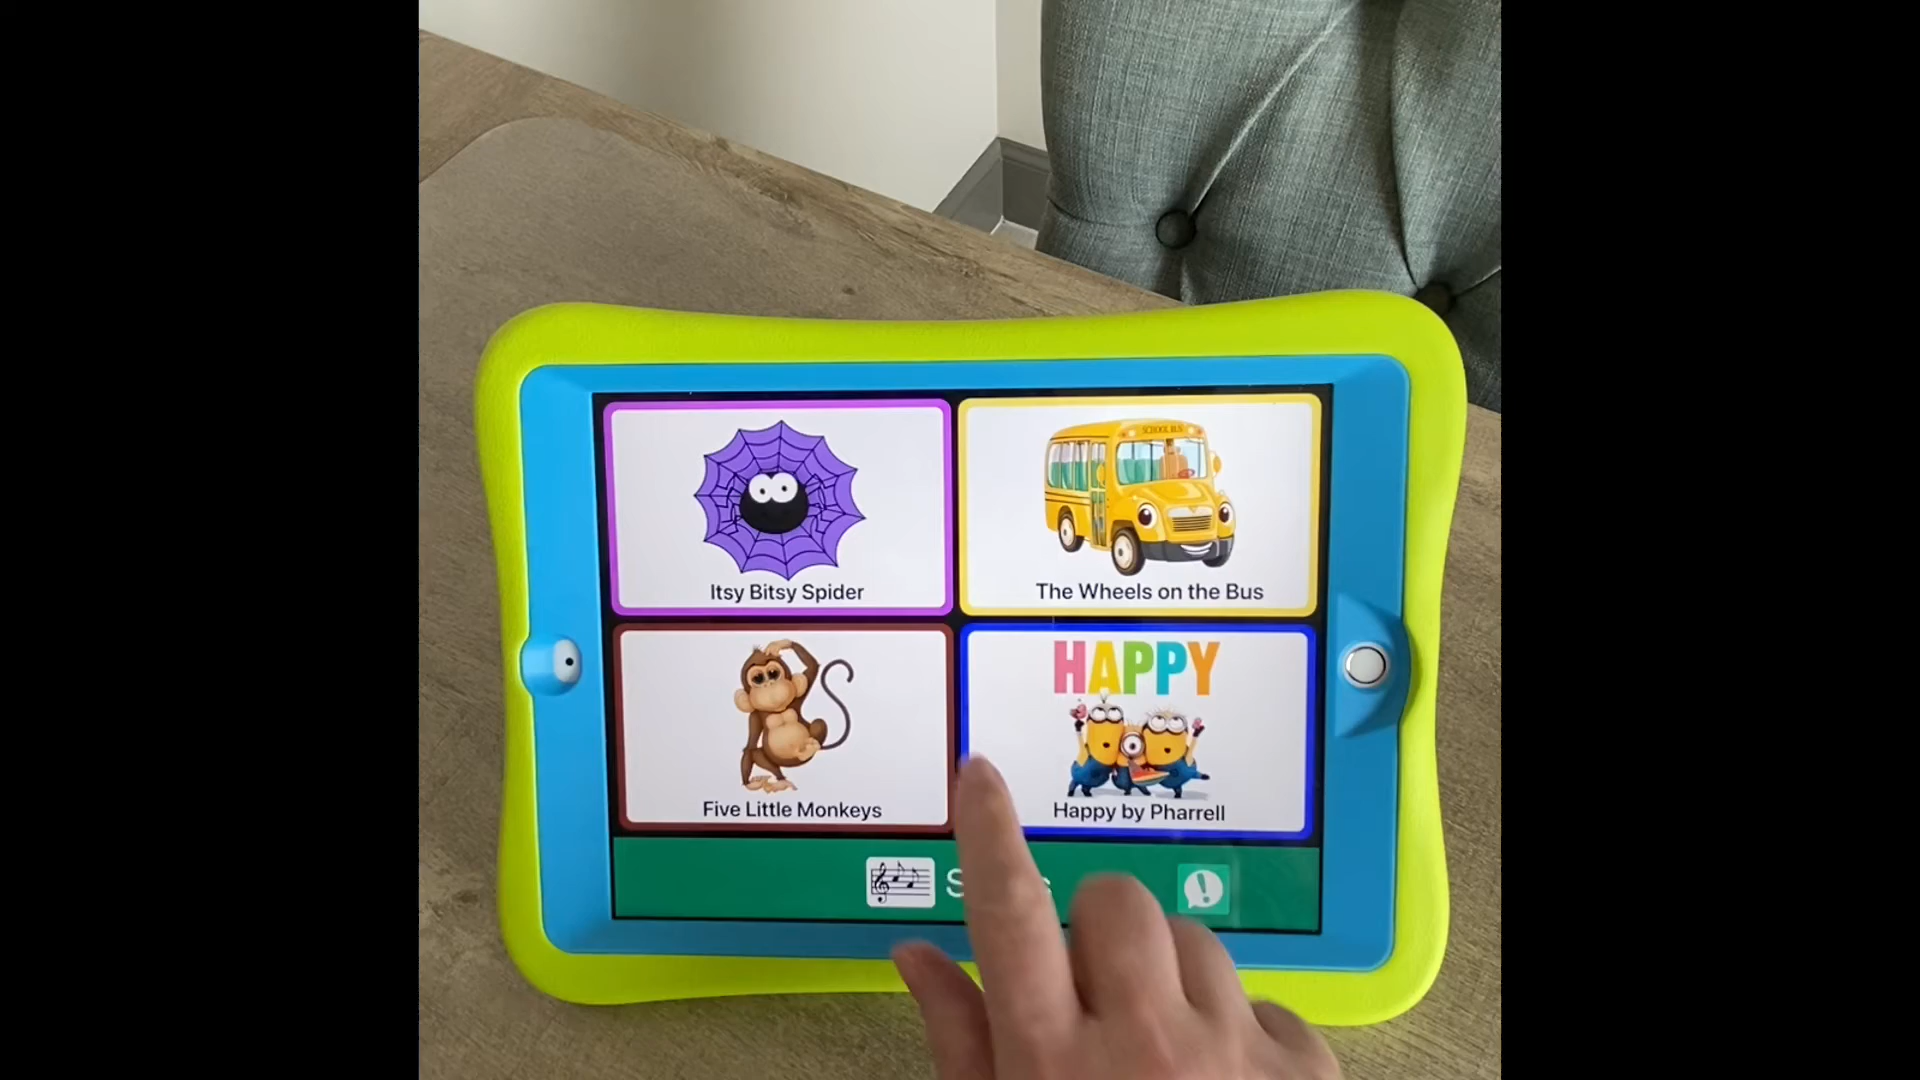 SCHOOL BUS
Itsy Bitsy Spider
The Wheels on the Bus
HAPPY
Five Little Monkeys
Happy by Pharrell